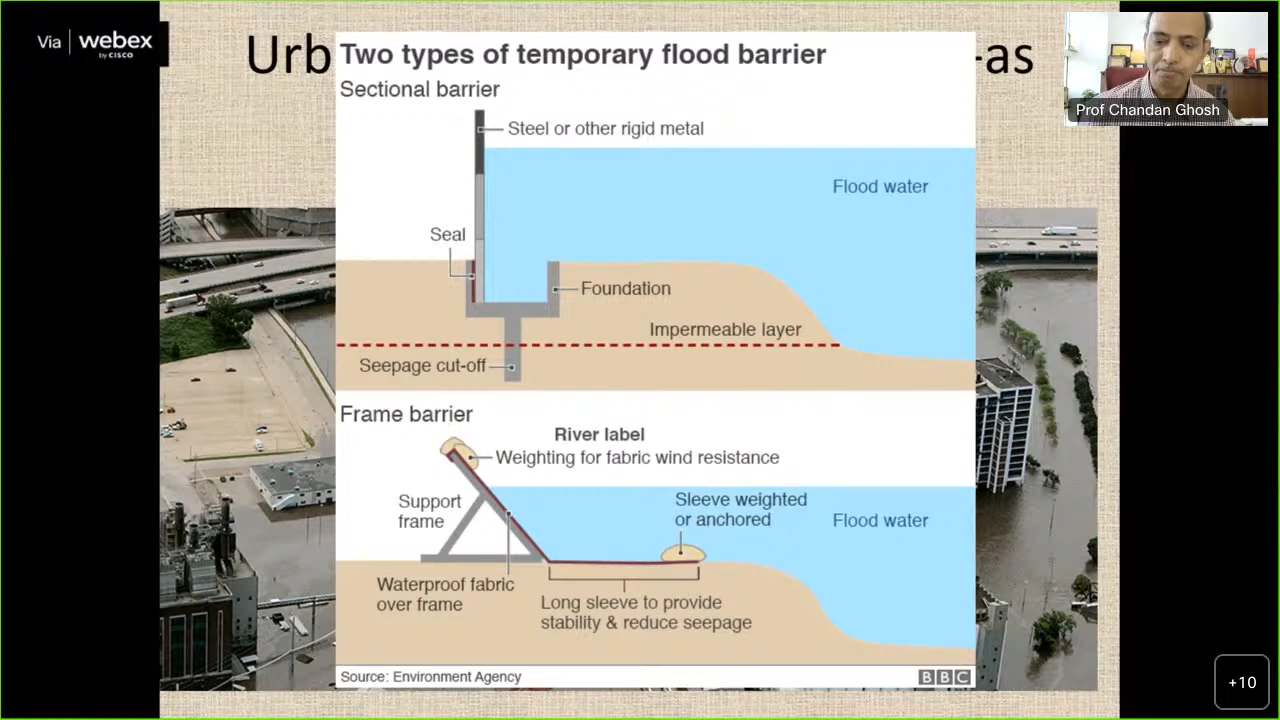 Via webex
by CISCO
Urb
-as
Prof Chandan Ghosh
Two types of temporary flood barrier
Sectional barrier
Steel or other rigid metal
Flood water
Seal
Foundation
Impermeable layer
Seepage cut-off
Frame barrier
River label
Weighting for fabric wind resistance
Support
frame
Sleeve weighted
or anchored
Flood water
Waterproof fabric
over frame
Long sleeve to provide
stability & reduce seepage
Source: Environment Agency
BBC
+10